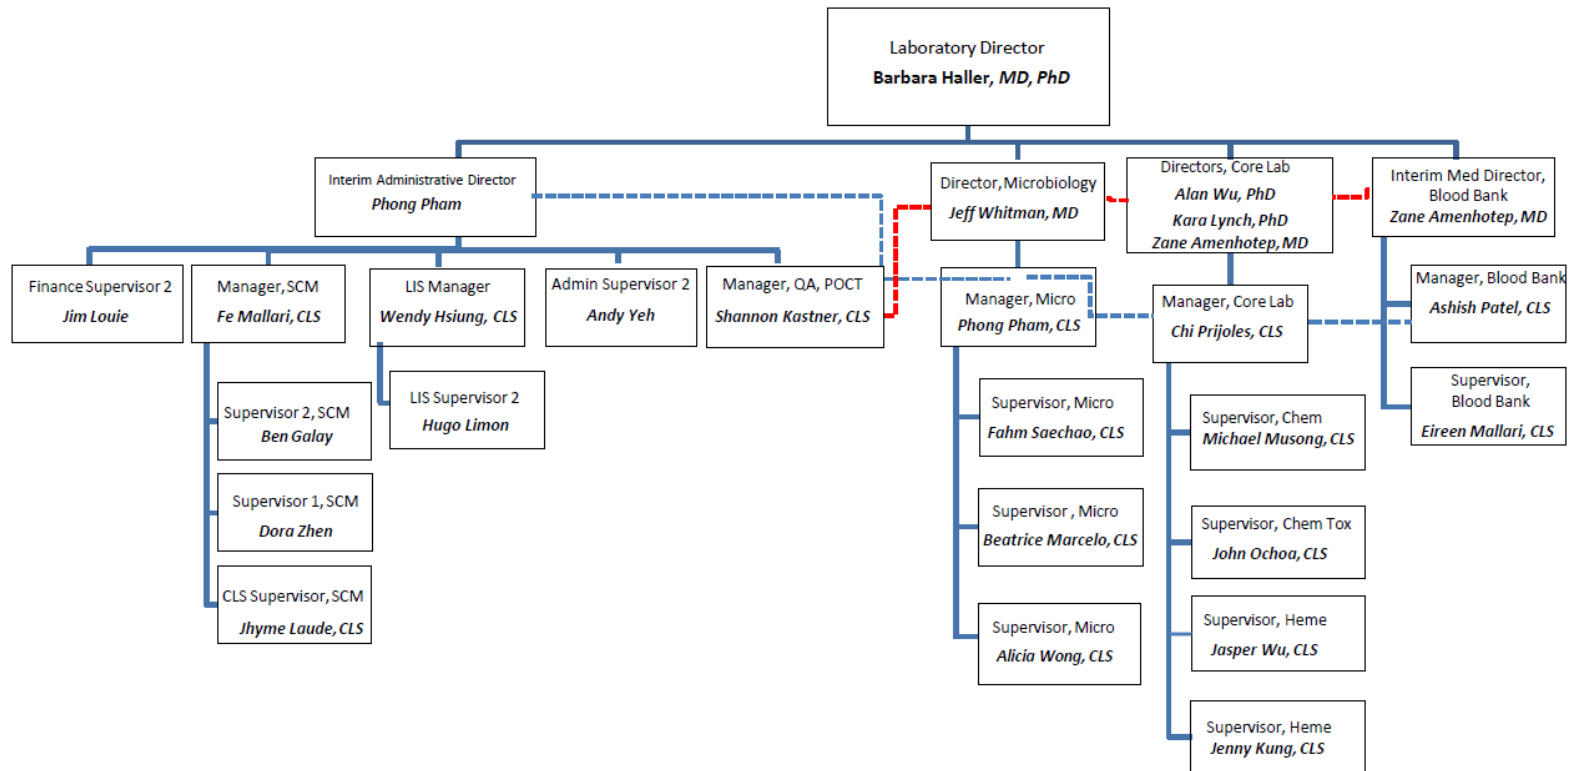 Laboratory Director
Barbara Haller, MD, PhD
Interim Administrative Director
Phong Pham
Director, Microbiology
Jeff Whitman, MD
Directors, Core Lab
Alan Wu, PhD
Kara Lynch, PhD
Zane Amenhotep, MD
Interim Med Director,
Blood Bank
Zane Amenhotep, MD
Finance Supervisor 2
Jim Louie
Manager, SCM
Fe Mallari, CLS
LIS Manager
Wendy Hsiung, CLS
Admin Supervisor 2
Andy Yeh
Manager, QA, POCT
Shannon Kastner, CLS
Manager, Micro
Phong Pham, CLS
Manager, Core Lab
Chi Prijoles, CLS
Manager, Blood Bank
Ashish Patel, CLS
Supervisor 2, SCM
Ben Galay
LIS Supervisor 2
Hugo Limon
Supervisor, Micro
Fahm Saechao, CLS
Supervisor, Chem
Michael Musong, CLS
Supervisor,
Blood Bank
Eireen Mallari, CLS
Supervisor 1, SCM
Dora Zhen
Supervisor , Micro
Beatrice Marcelo, CLS
Supervisor, Chem Tox
John Ochoa, CLS
CLS Supervisor, SCM
Jhyme Laude, CLS
Supervisor, Micro
Alicia Wong, CLS
Supervisor, Heme
Jasper Wu, CLS
Supervisor, Heme
Jenny Kung, CLS